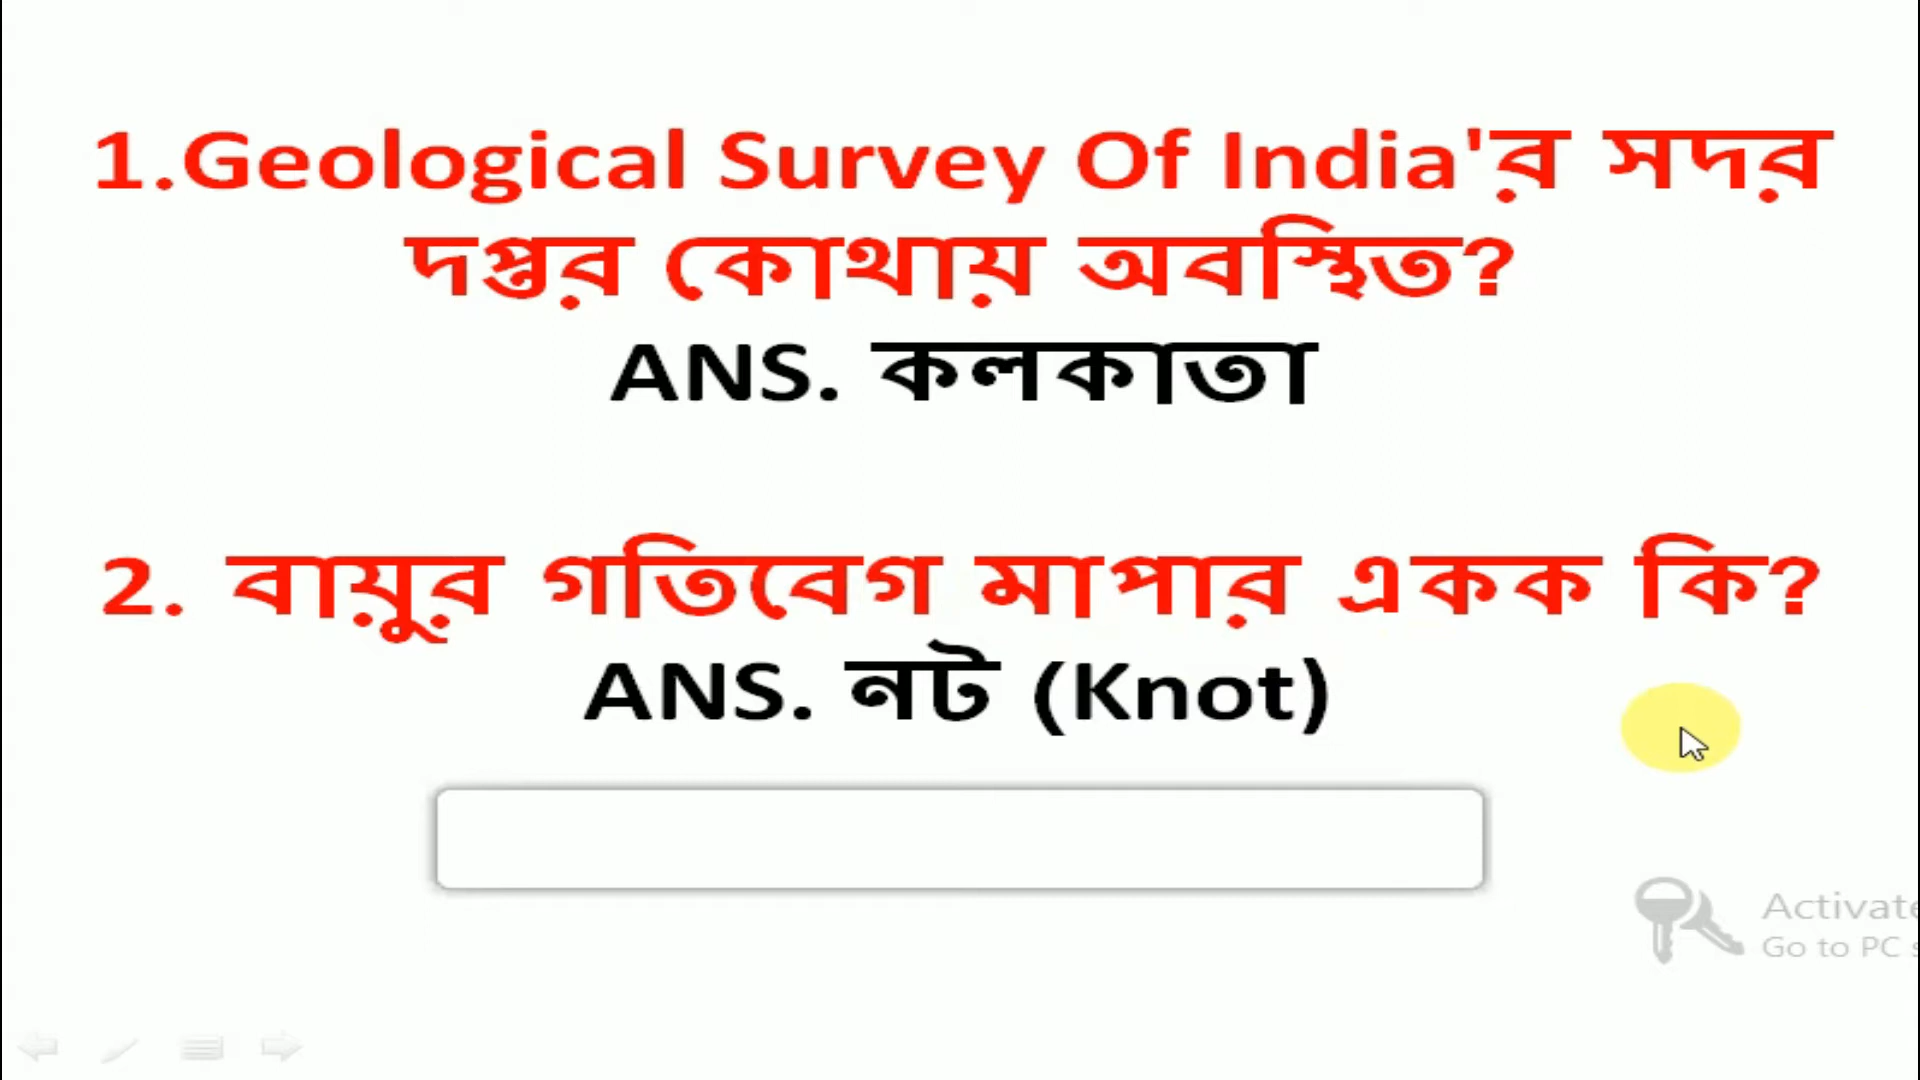 1.Geological Survey Of India'র সদর
দপ্তর কোথায় অবস্থিত?
ANS. কলকাতা
2. বায়ুর গতিবেগ মাপার একক কি?
ANS. নট (Knot)
Activate
Go to PC s